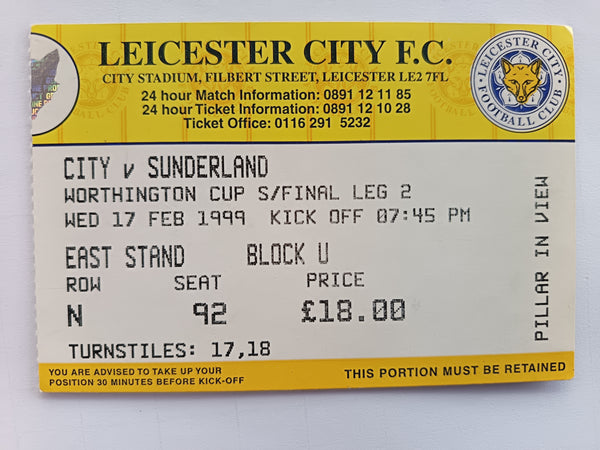 LEICESTER CITY F.C.
CITY STADIUM, FILBERT STREET, LEICESTER LE2 7FL
24 hour Match Information: 0891 12 11 85
24 hour Ticket Information: 0891 12 10 28
Ticket Office: 0116 291 5232
LEICESTER CITY
FOOTBALL CLUB
CITY v SUNDERLAND
WORTHINGTON CUP S/FINAL LEG 2
WED 17 FEB 1999 KICK OFF 07:45 PM
EAST STAND BLOCK U
ROW SEAT PRICE
N 92 £18.00
TURNSTILES: 17,18
PILLAR IN VIEW
YOU ARE ADVISED TO TAKE UP YOUR
POSITION 30 MINUTES BEFORE KICK-OFF
THIS PORTION MUST BE RETAINED